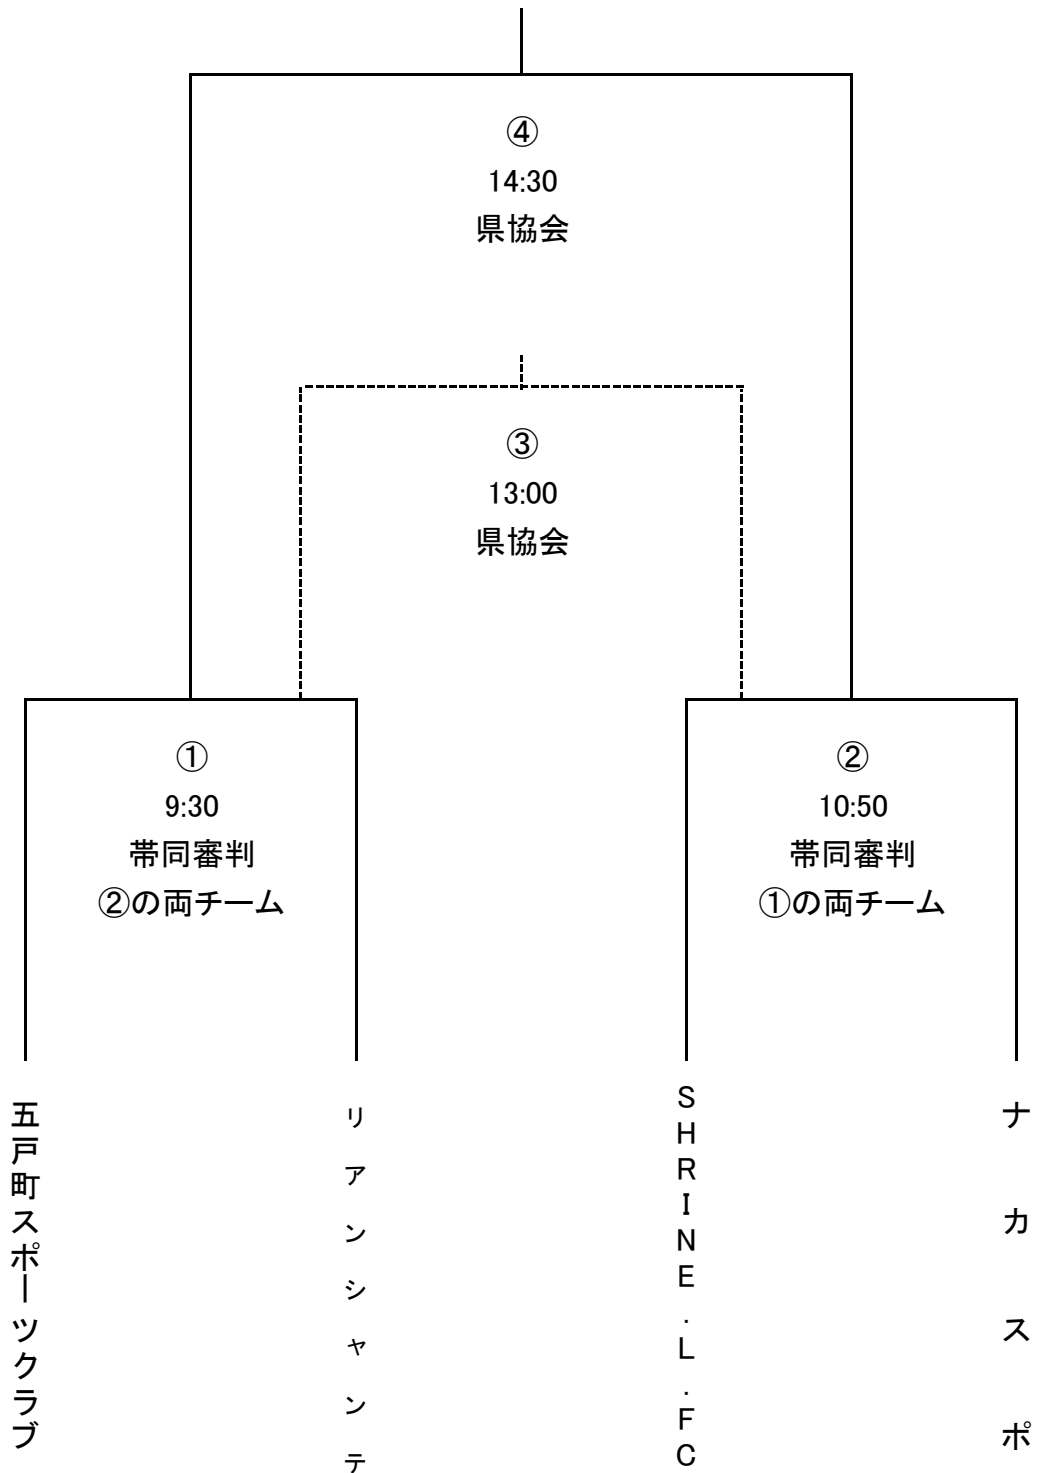 ④
14:30
県協会
③
13:00
県協会
①
9:30
帯同審判
②の両チーム
②
10:50
帯同審判
①の両チーム
五戸町スポーツクラブ
リアンシャンテ
SHRINE.L.FC
ナカスポ